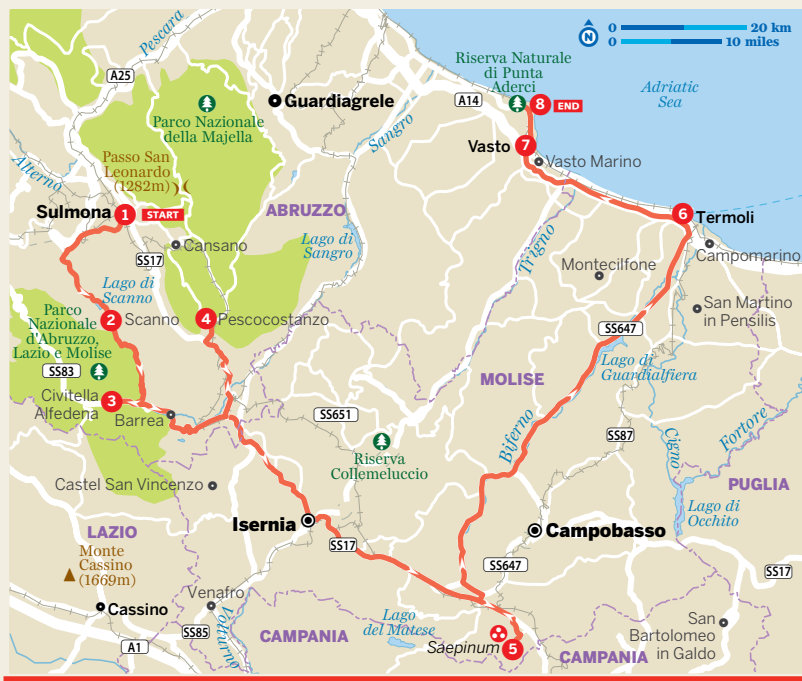 Pescara
A25
Parco Nazionale
della Majella
Guardiagrele
Riserva Naturale
di Punta
Aderci
A14
8
END
N
0
20 km
0
10 miles
Adriatic
Sea
Sangro
Vasto
7
Vasto Marino
Alterno
Passo San
Leonardo
(1282m)
Sulmona
1
START
ABRUZZO
6
Termoli
SS17
Cansano
Lago di
Sangro
Trigno
Campomarino
Montecilfone
Lago di
Scanno
2
Scanno
4
Pescocostanzo
San Martino
in Pensilis
Parco
Nazionale
d'Abruzzo,
Lazio e Molise
SS83
SS647
Lago di
Guardialfiera
MOLISE
Civitella
Alfedena
3
Barrea
SS651
Biferno
SS87
Cigno
Fortore
Riserva
Collemeluccio
Castel San Vincenzo
PUGLIA
Lago di
Occhito
LAZIO
Isernia
SS17
Campobasso
Monte
Cassino
(1669m)
SS647
SS17
Cassino
Venafro
Volturno
SS85
A1
CAMPANIA
Lago
del Matese
Saepinum
5
CAMPANIA
San
Bartolomeo
in Galdo